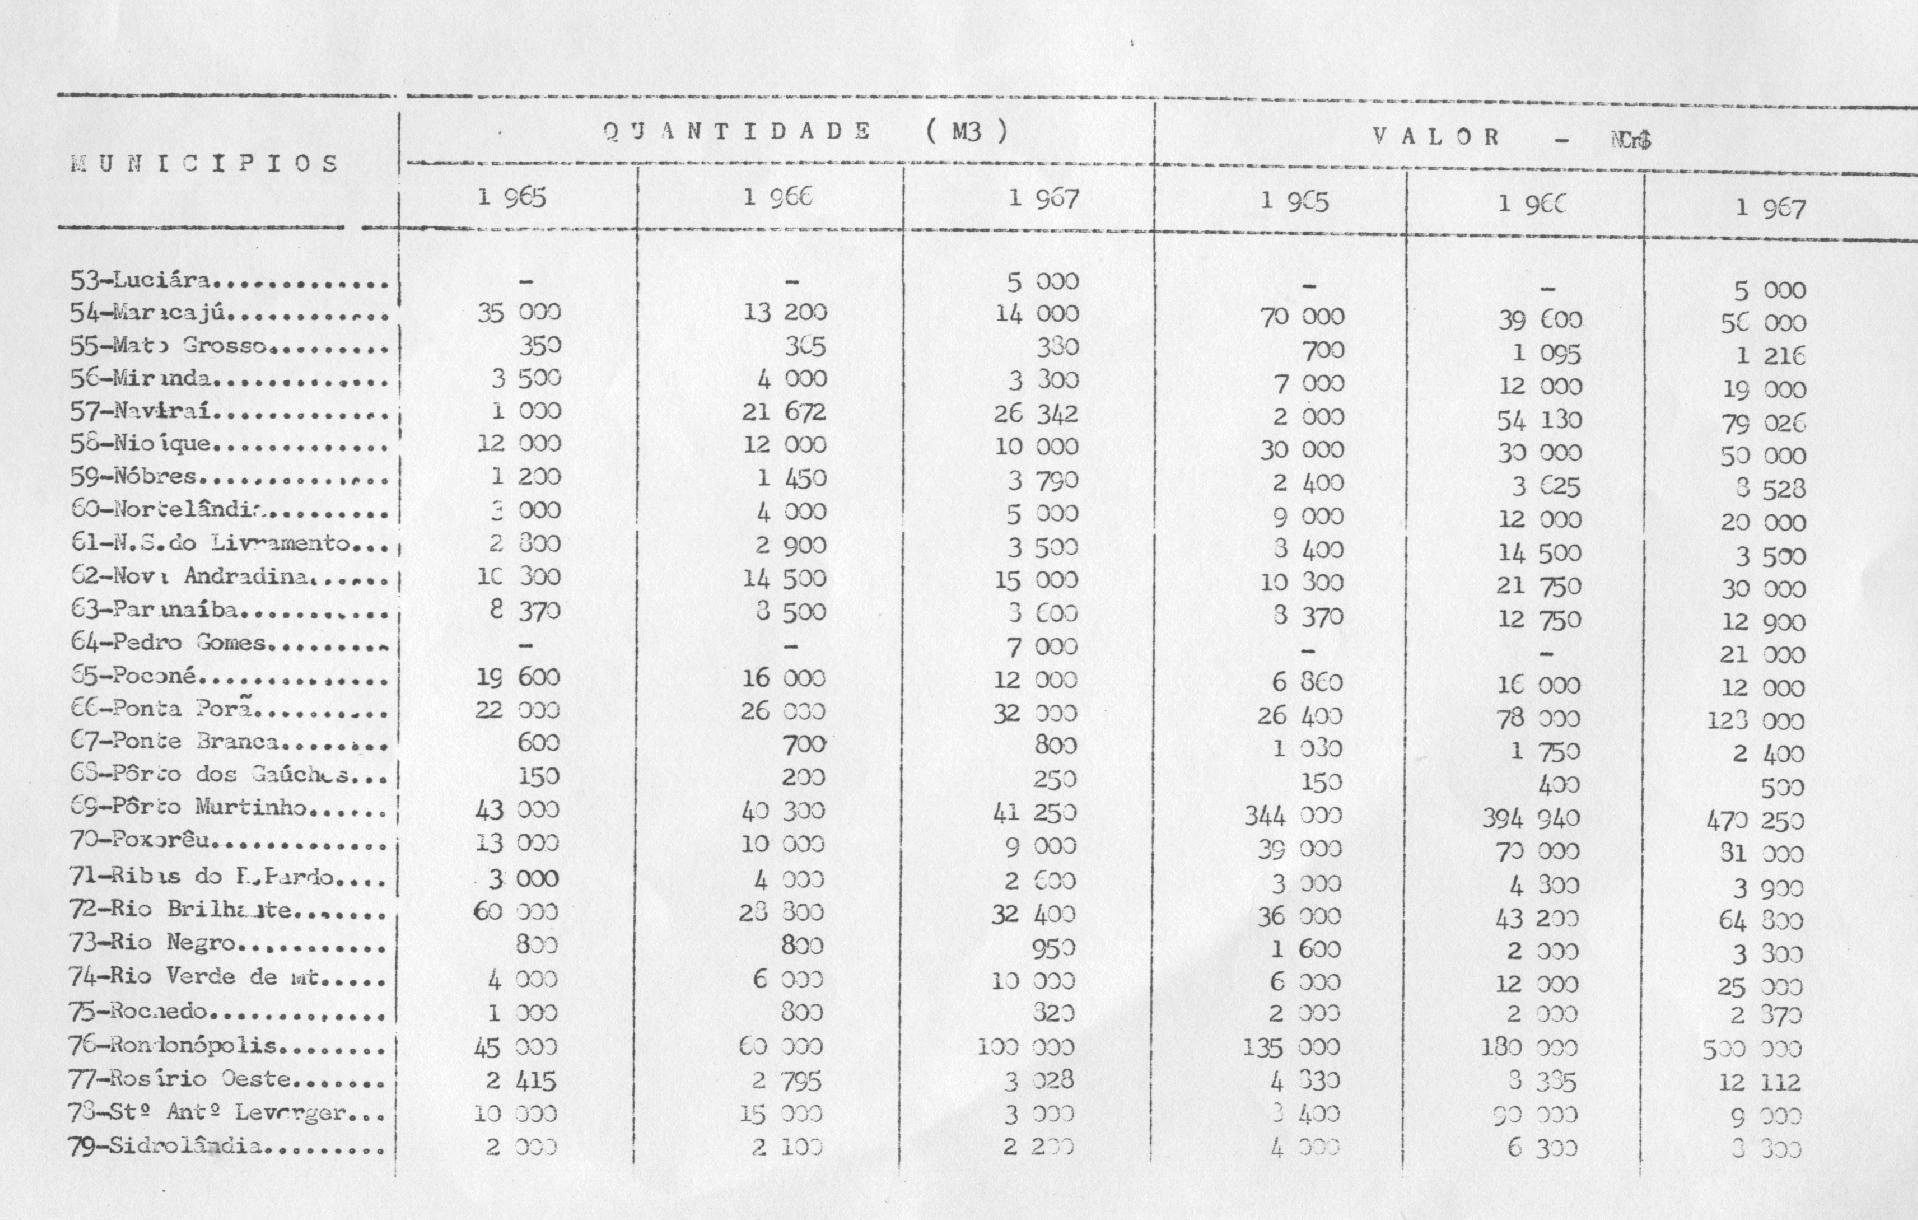 QUANTIDADE (M3)
VALOR - NCr$
MUNICIPIOS
1 965 1 966 1 967 1 965 1 966 1 967
53-Luciára.............. - - 5 000 - - 5 000
54-Maracajú............ 35 000 13 200 14 000 70 000 39 600 56 000
55-Mato Grosso......... 350 365 380 700 1 095 1 216
56-Miranda............. 3 500 4 000 3 800 7 000 12 000 19 000
57-Naviraí............. 1 000 21 672 26 342 2 000 54 130 79 026
58-Nioíque............. 12 000 12 000 10 000 30 000 30 000 50 000
59-Nóbres.............. 1 200 1 450 3 790 2 400 3 625 8 528
60-Nortelândia......... 3 000 4 000 5 000 9 000 12 000 20 000
61-N.S.do Livramento... 2 800 2 900 3 500 8 400 14 500 3 500
62-Nova Andradina...... 10 300 14 500 15 000 10 300 21 750 30 000
63-Paranaíba........... 8 370 8 500 8 600 8 370 12 750 12 900
64-Pedro Gomes......... - - 7 000 - - 21 000
65-Poconé.............. 19 600 16 000 12 000 6 860 16 000 12 000
66-Ponta Porã.......... 22 000 26 000 32 000 26 400 78 000 128 000
67-Ponte Branca........ 600 700 800 1 080 1 750 2 400
68-Pôrto dos Gaúchos... 150 200 250 150 400 500
69-Pôrto Murtinho...... 43 000 40 300 41 250 344 000 394 940 470 250
70-Poxorêu............. 13 000 10 000 9 000 39 000 70 000 81 000
71-Ribas do R.Pardo.... 3 000 4 000 2 600 3 000 4 800 3 900
72-Rio Brilhante....... 60 000 28 800 32 400 36 000 43 200 64 800
73-Rio Negro........... 800 800 950 1 600 2 000 3 800
74-Rio Verde de mt..... 4 000 6 000 10 000 6 000 12 000 25 000
75-Rochedo............. 1 000 800 820 2 000 2 000 2 870
76-Rondonópolis........ 45 000 60 000 100 000 135 000 180 000 500 000
77-Rosário Oeste....... 2 415 2 795 3 028 4 830 8 385 12 112
78-Stº Antº Leverger... 10 000 15 000 3 000 3 400 90 000 9 000
79-Sidrolândia......... 2 000 2 100 2 200 4 000 6 300 8 800